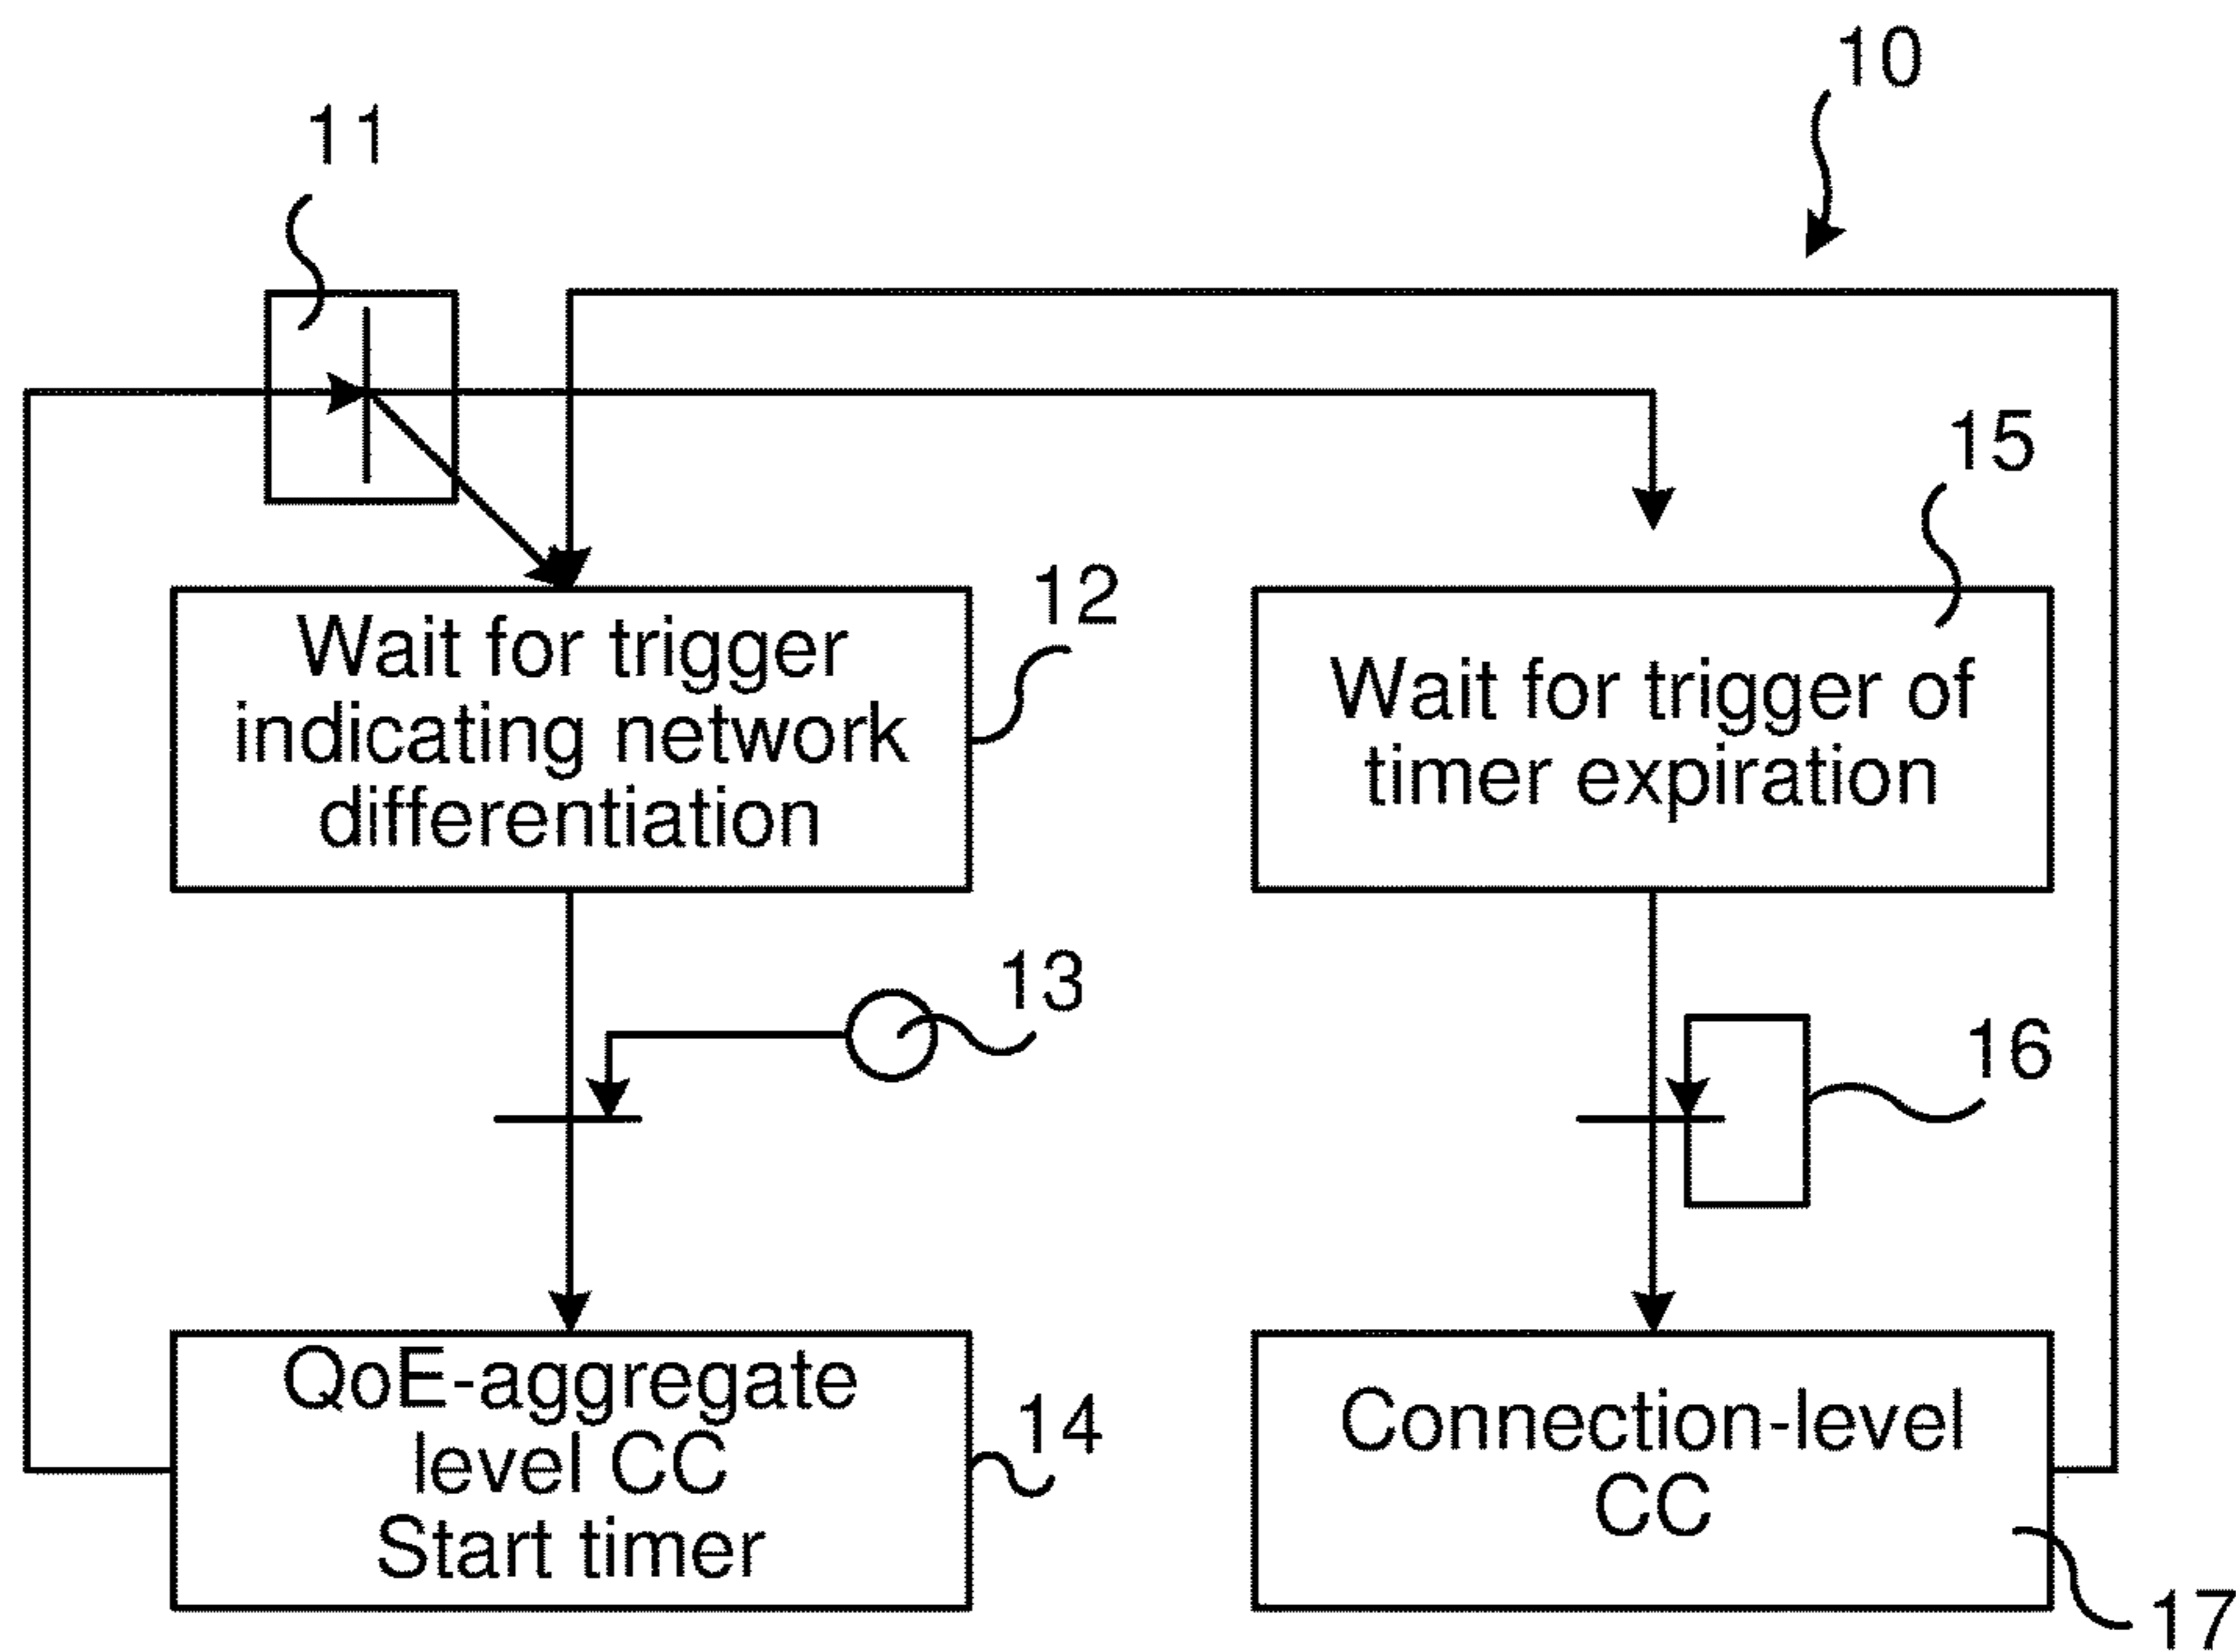 10
11
15
12
Wait for trigger
indicating network
differentiation
Wait for trigger of
timer expiration
13
16
QoE-aggregate
level CC
Start timer
14
Connection-level
CC
17